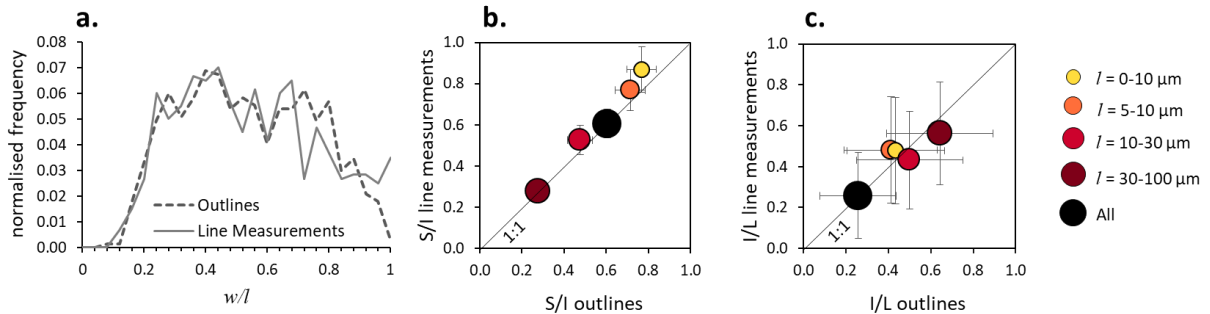 a.
normalised frequency
0.08
0.07
0.06
0.05
0.04
0.03
0.02
0.01
0.00
0
0.2
0.4
0.6
0.8
1
w/l
Outlines
Line Measurements
b.
S/I line measurements
1.0
0.8
0.6
0.4
0.2
0.0
0.0
0.2
0.4
0.6
0.8
1.0
S/I outlines
1:1
c.
I/L line measurements
1.0
0.8
0.6
0.4
0.2
0.0
0.0
0.2
0.4
0.6
0.8
1.0
I/L outlines
1:1
l = 0-10 µm
l = 5-10 µm
l = 10-30 µm
l = 30-100 µm
All